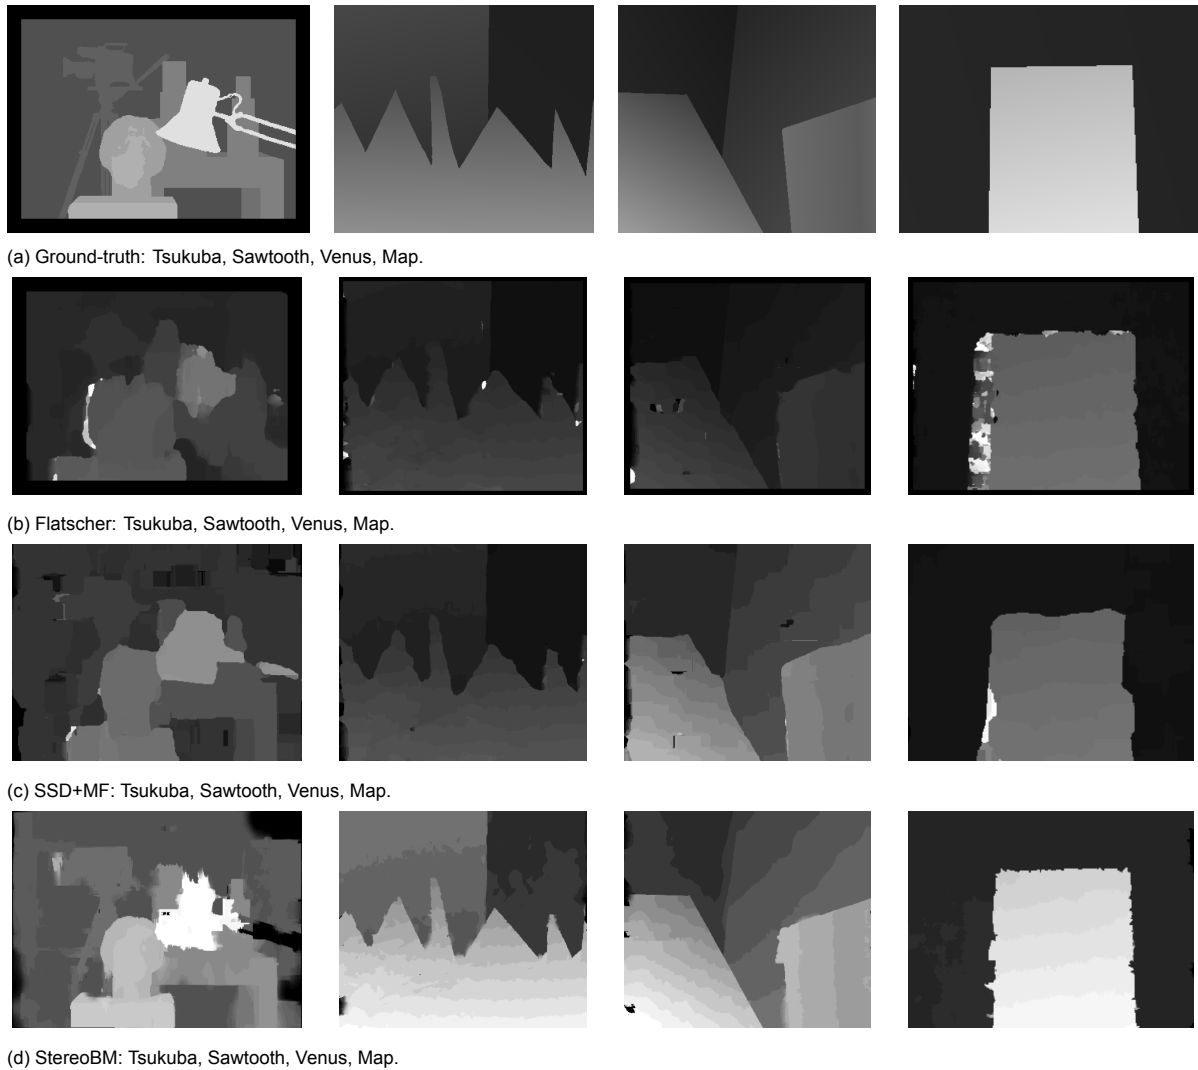 (a) Ground-truth: Tsukuba, Sawtooth, Venus, Map.
(b) Flatscher: Tsukuba, Sawtooth, Venus, Map.
(c) SSD+MF: Tsukuba, Sawtooth, Venus, Map.
(d) StereoBM: Tsukuba, Sawtooth, Venus, Map.